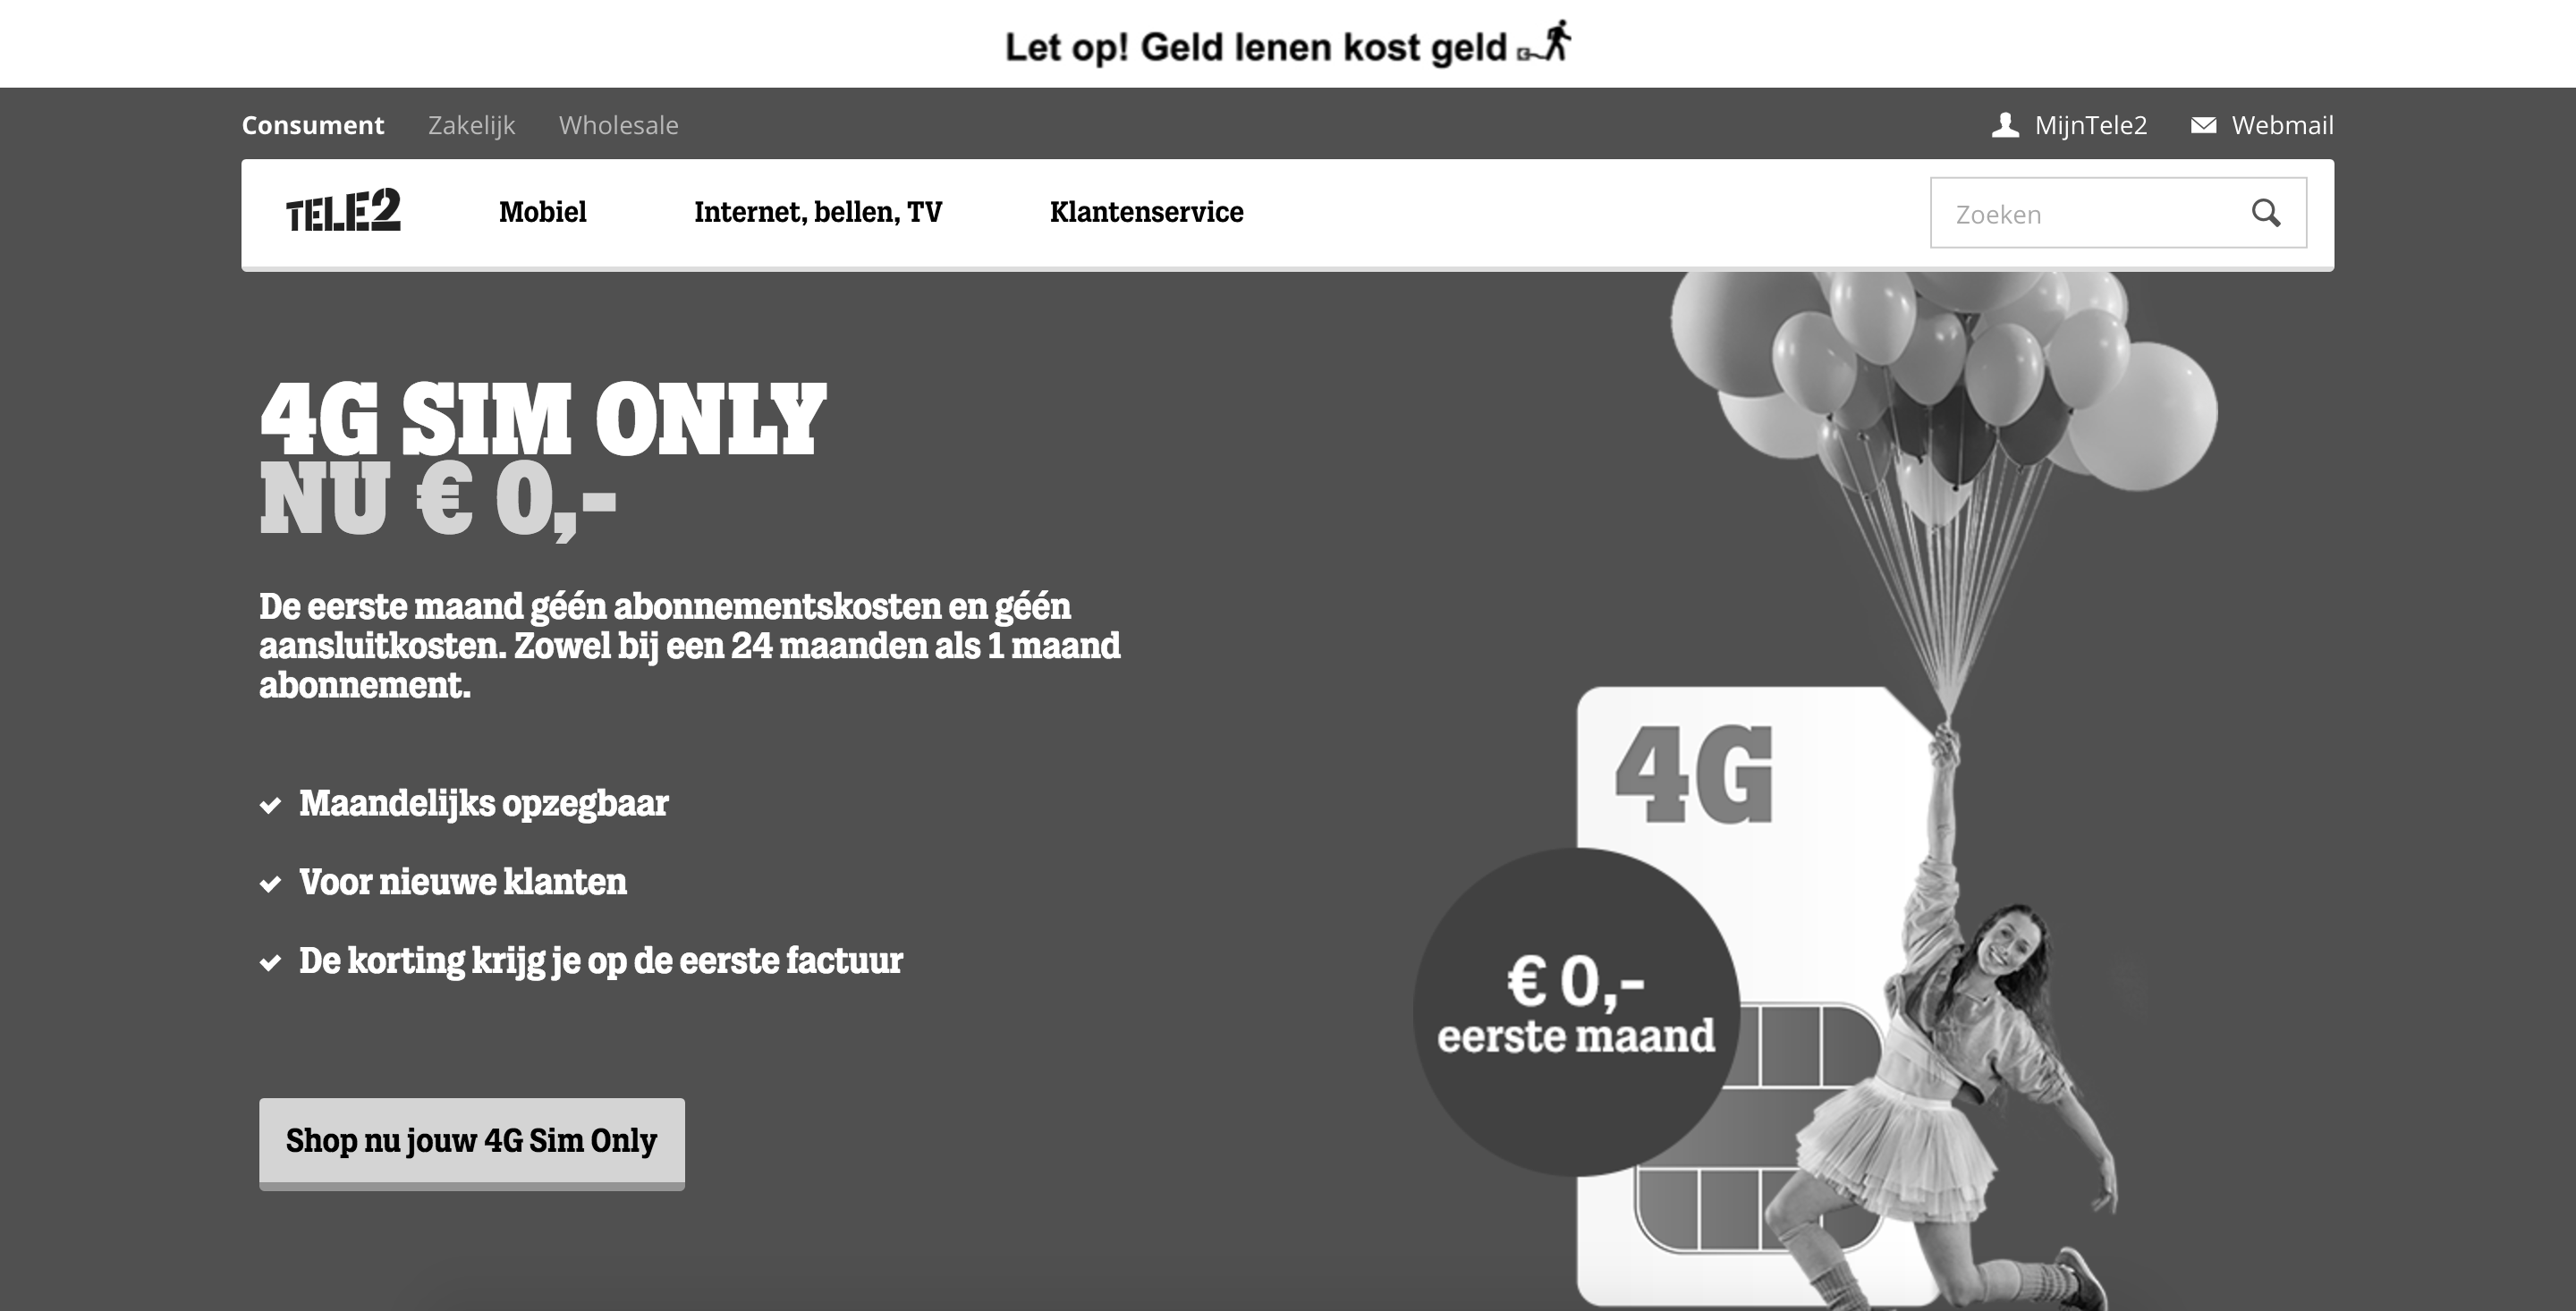 Let op! Geld lenen kost geld
Consument Zakelijk Wholesale MijnTele2 Webmail
TELE2 Mobiel Internet, bellen, TV Klantenservice Zoeken
4G SIM ONLY
NU € 0,-
De eerste maand géén abonnementskosten en géén
aansluitkosten. Zowel bij een 24 maanden als 1 maand
abonnement.
Maandelijks opzegbaar
Voor nieuwe klanten
De korting krijg je op de eerste factuur
Shop nu jouw 4G Sim Only
4G
€ 0,-
eerste maand